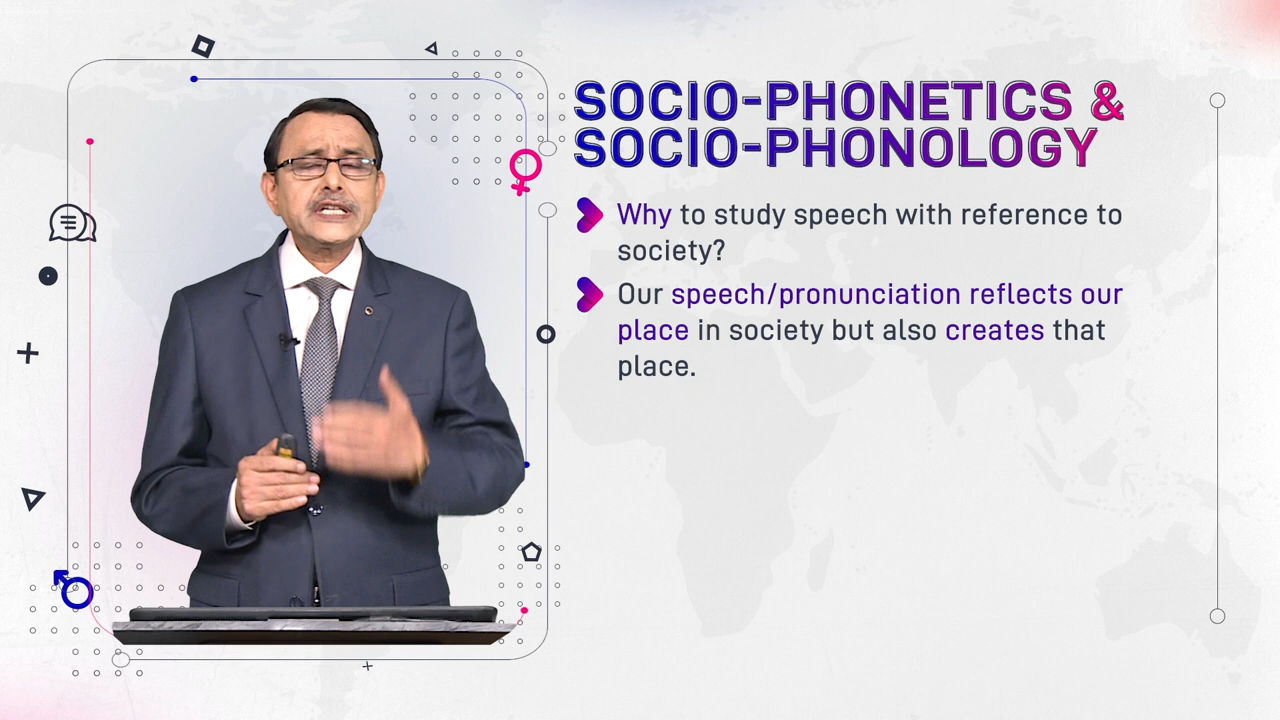 SOCIO-PHONETICS &
SOCIO-PHONOLOGY
Why to study speech with reference to
society?
Our speech/pronunciation reflects our
place in society but also creates that
place.